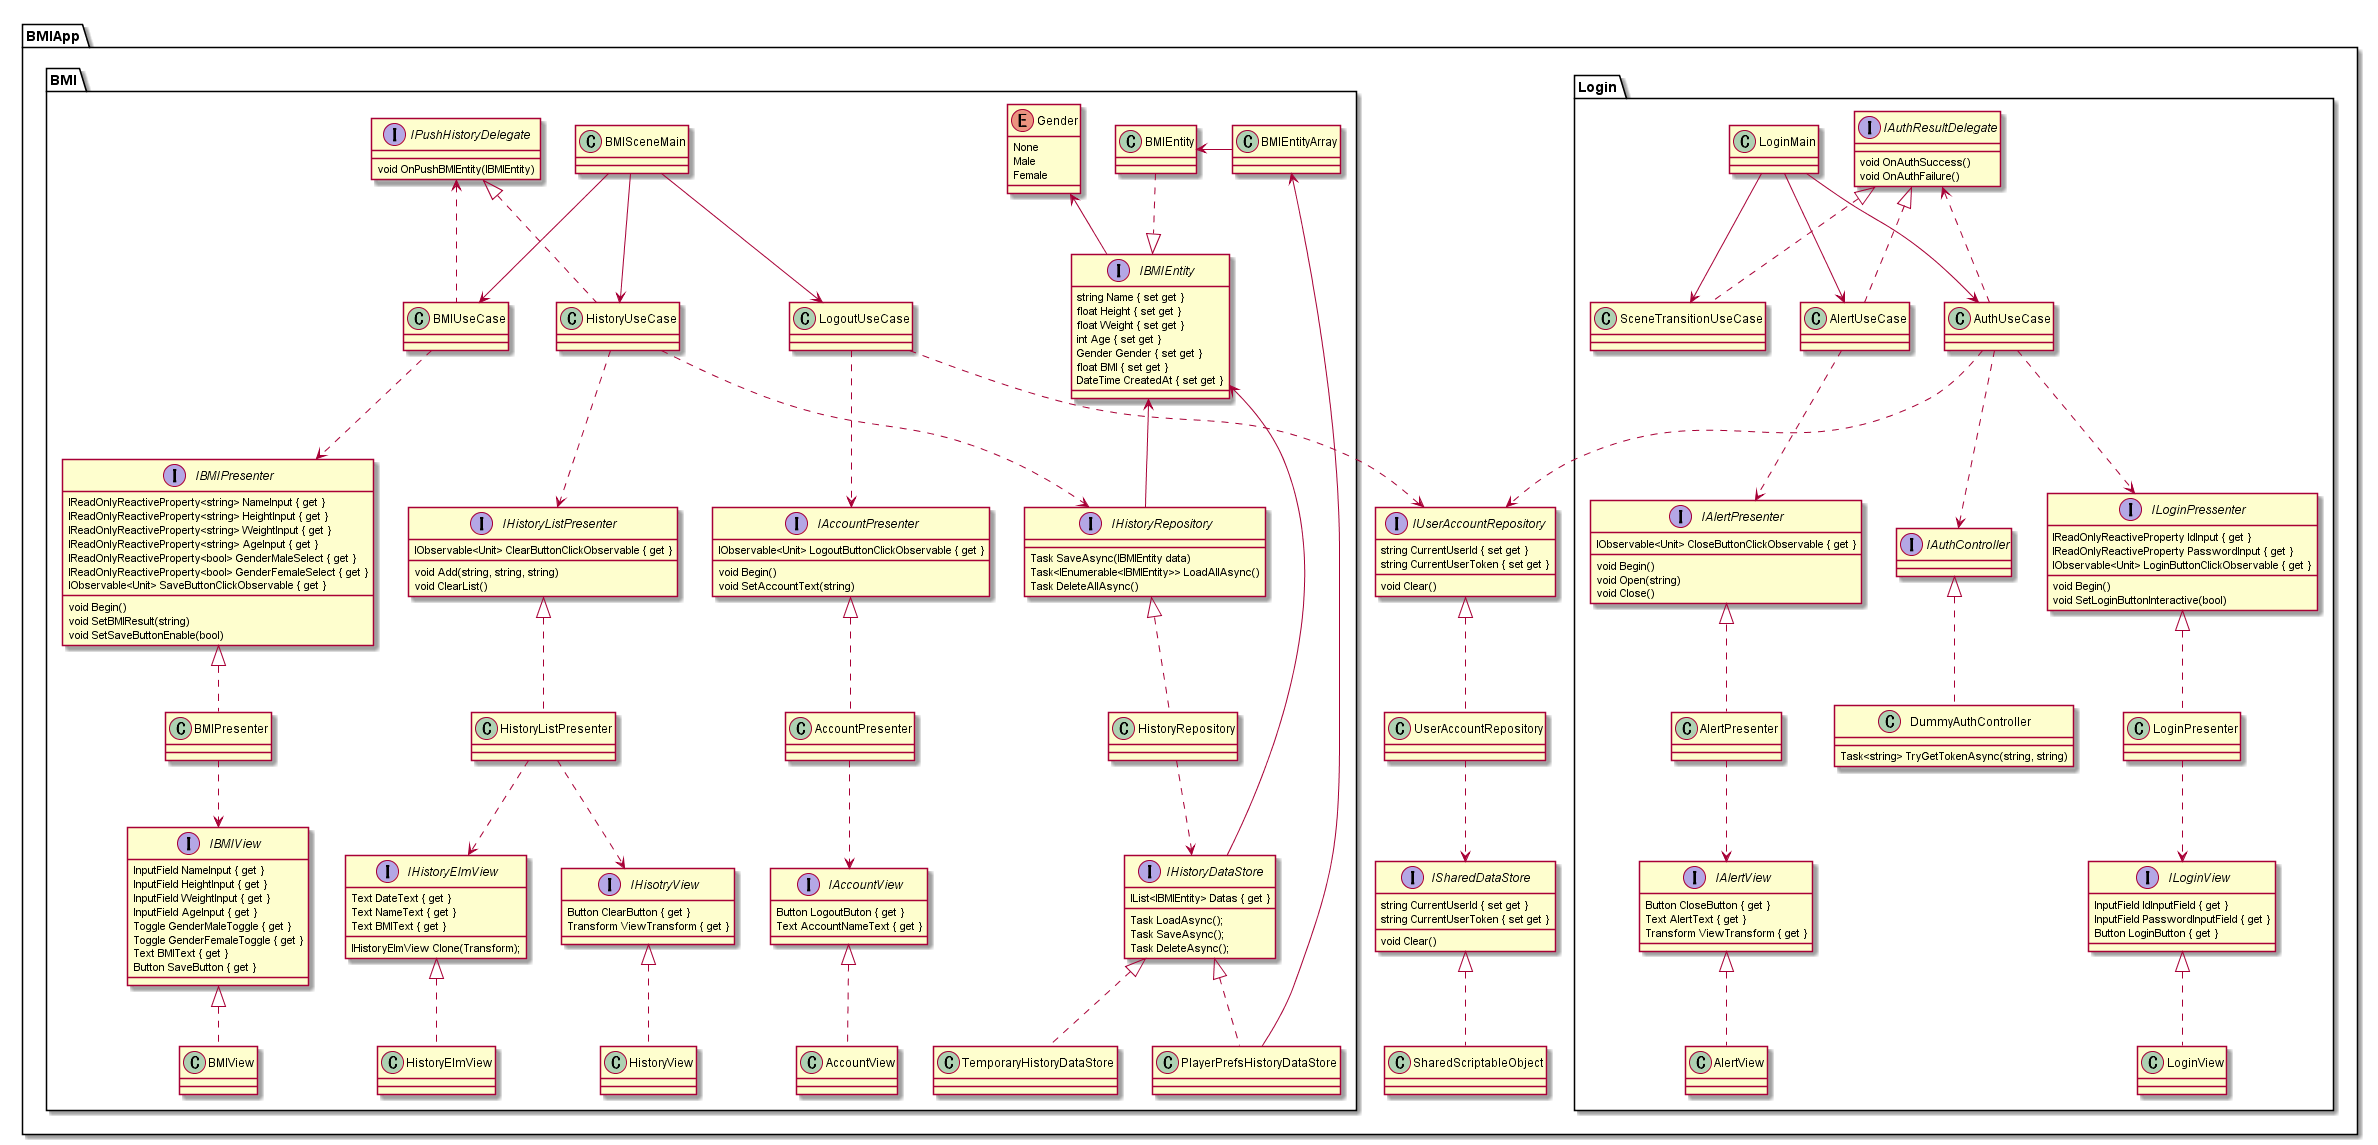 BMIApp
BMI
Login
I IPushHistoryDelegate
void OnPushBMIEntity(IBMIEntity)
C BMISceneMain
E Gender
None
Male
Female
C BMIEntity
C BMIEntityArray
C LoginMain
I IAuthResultDelegate
void OnAuthSuccess()
void OnAuthFailure()
C BMIUseCase
C HistoryUseCase
C LogoutUseCase
I IBMIEntity
string Name { set get }
float Height { set get }
float Weight { set get }
int Age { set get }
Gender Gender { set get }
float BMI { set get }
DateTime CreatedAt { set get }
C SceneTransitionUseCase
C AlertUseCase
C AuthUseCase
I IBMIPresenter
IReadOnlyReactiveProperty<string> NameInput { get }
IReadOnlyReactiveProperty<string> HeightInput { get }
IReadOnlyReactiveProperty<string> WeightInput { get }
IReadOnlyReactiveProperty<string> AgeInput { get }
IReadOnlyReactiveProperty<bool> GenderMaleSelect { get }
IReadOnlyReactiveProperty<bool> GenderFemaleSelect { get }
IObservable<Unit> SaveButtonClickObservable { get }
void Begin()
void SetBMIResult(string)
void SetSaveButtonEnable(bool)
I IHistoryListPresenter
IObservable<Unit> ClearButtonClickObservable { get }
void Add(string, string, string)
void ClearList()
I IAccountPresenter
IObservable<Unit> LogoutButtonClickObservable { get }
void Begin()
void SetAccountText(string)
I IHistoryRepository
Task SaveAsync(IBMIEntity data)
Task<IEnumerable<IBMIEntity>> LoadAllAsync()
Task DeleteAllAsync()
I IUserAccountRepository
string CurrentUserId { set get }
string CurrentUserToken { set get }
void Clear()
I IAlertPresenter
IObservable<Unit> CloseButtonClickObservable { get }
void Begin()
void Open(string)
void Close()
I IAuthController
I ILoginPressenter
IReadOnlyReactiveProperty IdInput { get }
IReadOnlyReactiveProperty PasswordInput { get }
IObservable<Unit> LoginButtonClickObservable { get }
void Begin()
void SetLoginButtonInteractive(bool)
C BMIPresenter
C HistoryListPresenter
C AccountPresenter
C HistoryRepository
C UserAccountRepository
C AlertPresenter
C DummyAuthController
Task<string> TryGetTokenAsync(string, string)
C LoginPresenter
I IBMIView
InputField NameInput { get }
InputField HeightInput { get }
InputField WeightInput { get }
InputField AgeInput { get }
Toggle GenderMaleToggle { get }
Toggle GenderFemaleToggle { get }
Text BMIText { get }
Button SaveButton { get }
I IHistoryElmView
Text DateText { get }
Text NameText { get }
Text BMIText { get }
IHistoryElmView Clone(Transform);
I IHisotryView
Button ClearButton { get }
Transform ViewTransform { get }
I IAccountView
Button LogoutButon { get }
Text AccountNameText { get }
I IHistoryDataStore
IList<IBMIEntity> Datas { get }
Task LoadAsync();
Task SaveAsync();
Task DeleteAsync();
I ISharedDataStore
string CurrentUserId { set get }
string CurrentUserToken { set get }
void Clear()
I IAlertView
Button CloseButton { get }
Text AlertText { get }
Transform ViewTransform { get }
I ILoginView
InputField IdInputField { get }
InputField PasswordInputField { get }
Button LoginButton { get }
C BMIView
C HistoryElmView
C HistoryView
C AccountView
C TemporaryHistoryDataStore
C PlayerPrefsHistoryDataStore
C SharedScriptableObject
C AlertView
C LoginView